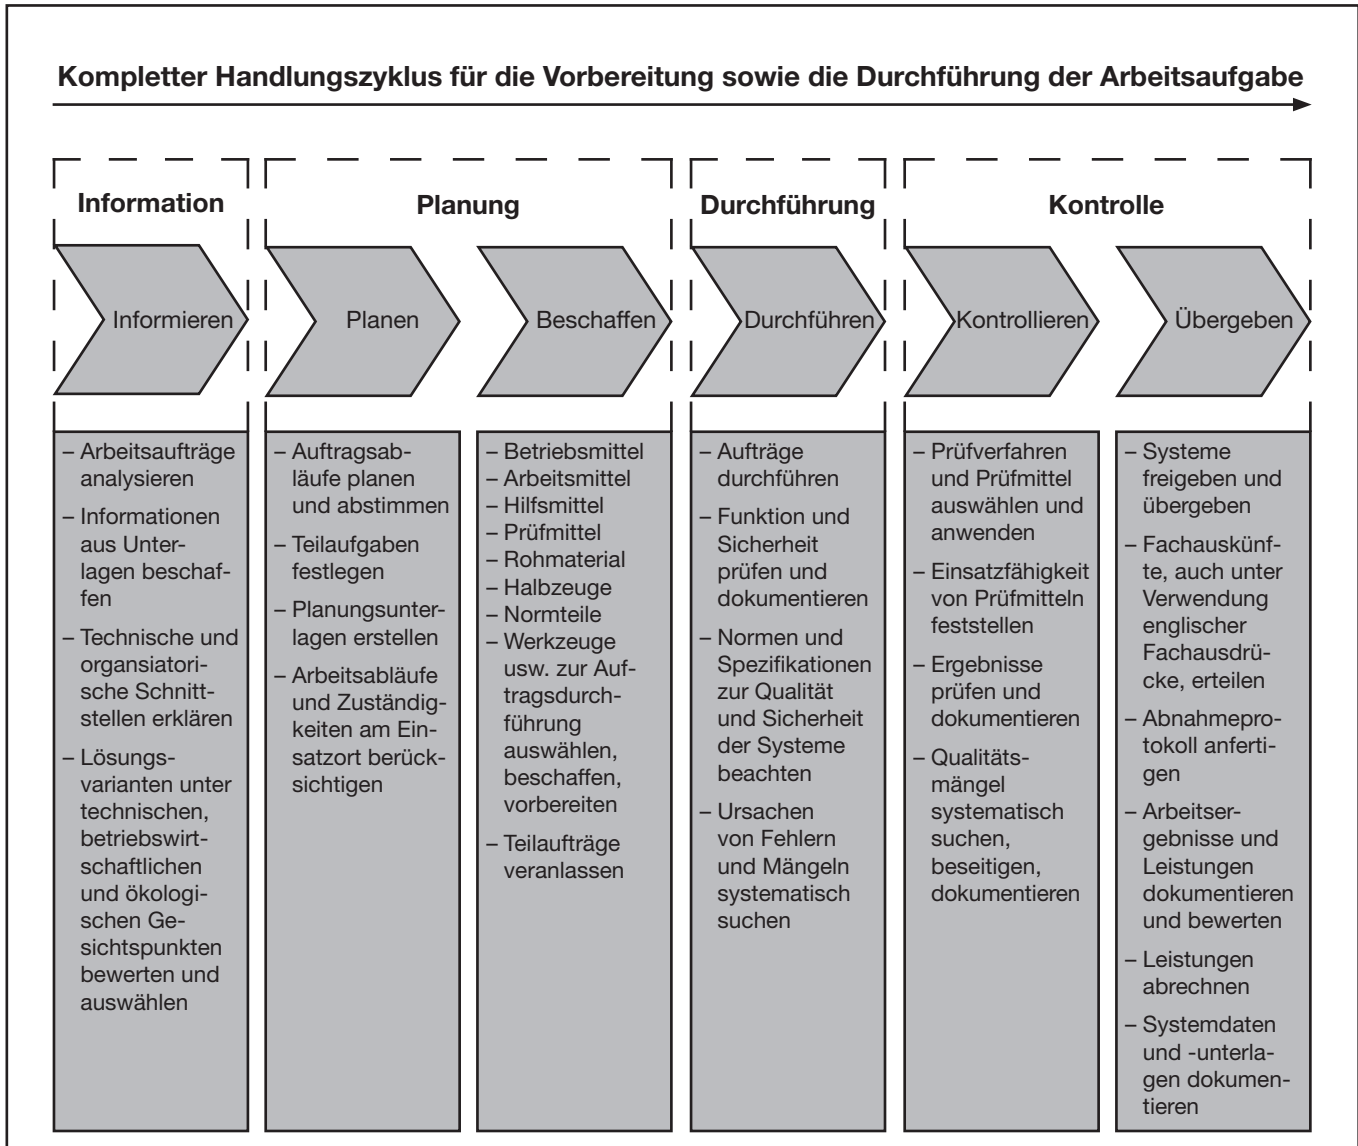 Kompletter Handlungszyklus für die Vorbereitung sowie die Durchführung der Arbeitsaufgabe
Information
Planung
Durchführung
Kontrolle
Informieren
Planen
Beschaffen
Durchführen
Kontrollieren
Übergeben
– Arbeitsaufträge
analysieren
– Informationen
aus Unter-
lagen beschaf-
fen
– Technische und
organsiatori-
sche Schnitt-
stellen erklären
– Lösungs-
varianten unter
technischen,
betriebswirt-
schaftlichen
und ökologi-
schen Ge-
sichtspunkten
bewerten und
auswählen
– Auftragsab-
läufe planen
und abstimmen
– Teilaufgaben
festlegen
– Planungsunter-
lagen erstellen
– Arbeitsabläufe
und Zuständig-
keiten am Ein-
satzort berück-
sichtigen
– Betriebsmittel
– Arbeitsmittel
– Hilfsmittel
– Prüfmittel
– Rohmaterial
– Halbzeuge
– Normteile
– Werkzeuge
usw. zur Auf-
tragsdurch-
führung
auswählen,
beschaffen,
vorbereiten
– Teilaufträge
veranlassen
– Aufträge
durchführen
– Funktion und
Sicherheit
prüfen und
dokumentieren
– Normen und
Spezifikationen
zur Qualität
und Sicherheit
der Systeme
beachten
– Ursachen
von Fehlern
und Mängeln
systematisch
suchen
– Prüfverfahren
und Prüfmittel
auswählen und
anwenden
– Einsatzfähigkeit
von Prüfmitteln
feststellen
– Ergebnisse
prüfen und
dokumentieren
– Qualitäts-
mängel
systematisch
suchen,
beseitigen,
dokumentieren
– Systeme
freigeben und
übergeben
– Fachauskünf-
te, auch unter
Verwendung
englischer
Fachausdrü-
cke, erteilen
– Abnahmepro-
tokoll anferti-
gen
– Arbeitser-
gebnisse und
Leistungen
dokumentieren
und bewerten
– Leistungen
abrechnen
– Systemdaten
und -unterla-
gen dokumen-
tieren